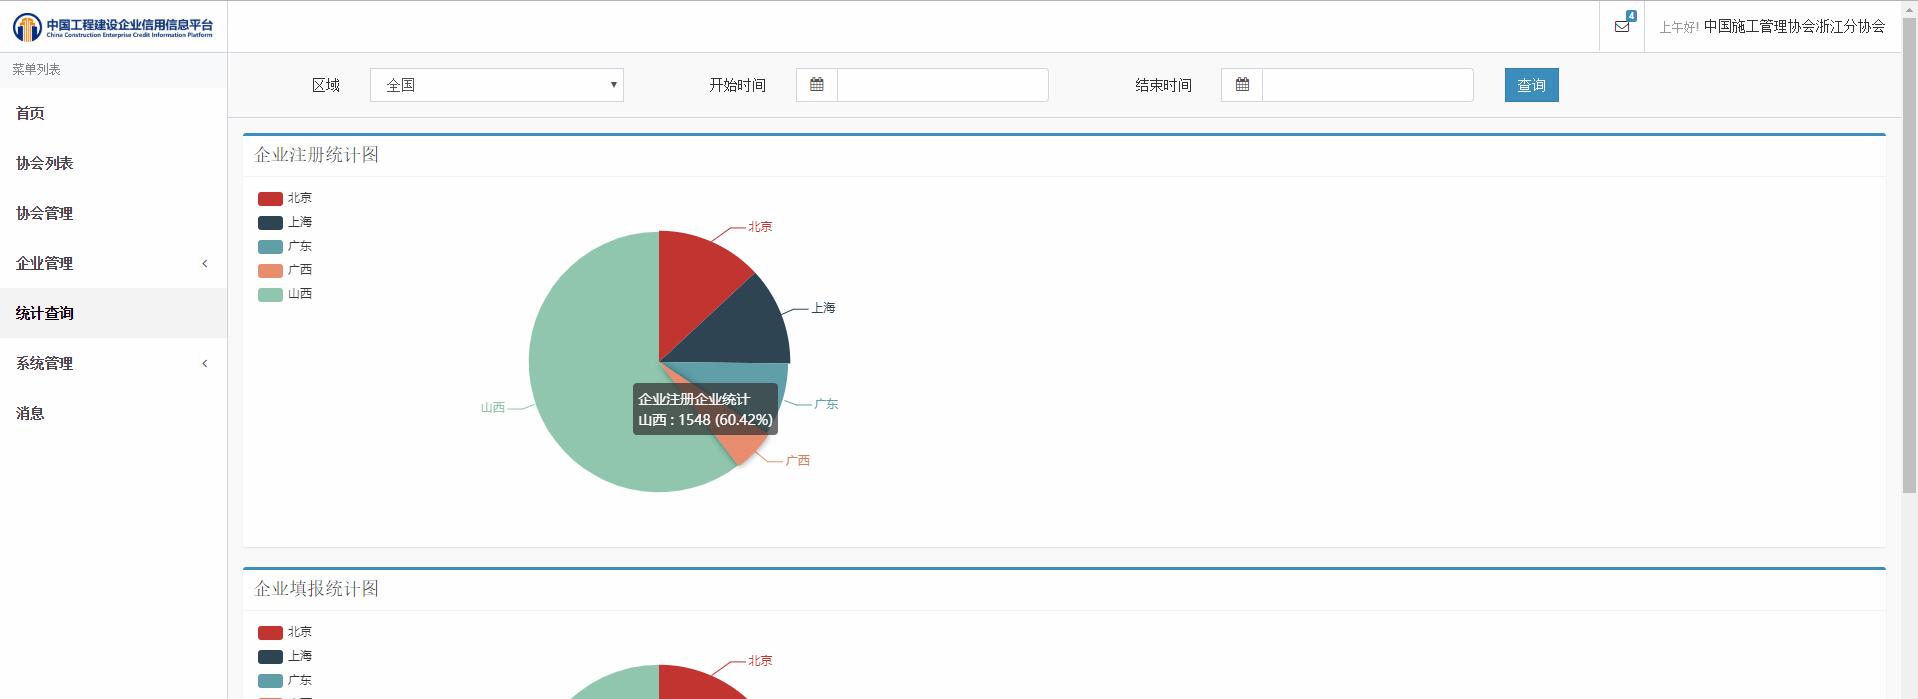 中国工程建设企业信用信息平台
China Construction Enterprise Credit Information Platform
4
上午好! 中国施工管理协会浙江分协会
菜单列表
首页
协会列表
协会管理
企业管理
统计查询
系统管理
消息
区域
全国
开始时间
结束时间
查询
企业注册统计图
北京
上海
广东
广西
山西
北京
上海
广东
广西
山西
企业注册企业统计
山西 : 1548 (60.42%)
企业填报统计图
北京
上海
广东
北京